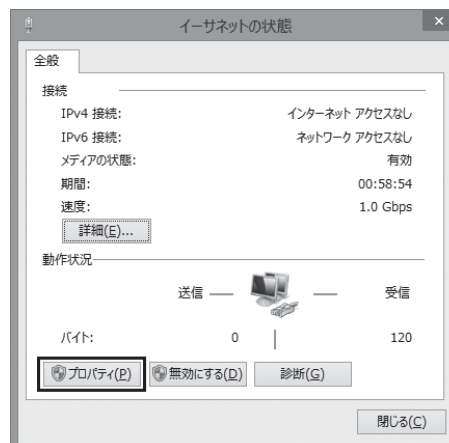 イーサネットの状態
×
全般
接続
IPv4 接続: インターネット アクセスなし
IPv6 接続: ネットワーク アクセスなし
メディアの状態: 有効
期間: 00:58:54
速度: 1.0 Gbps
詳細(E)...
動作状況
送信 受信
バイト: 0 120
プロパティ(P) 無効にする(D) 診断(G)
閉じる(C)